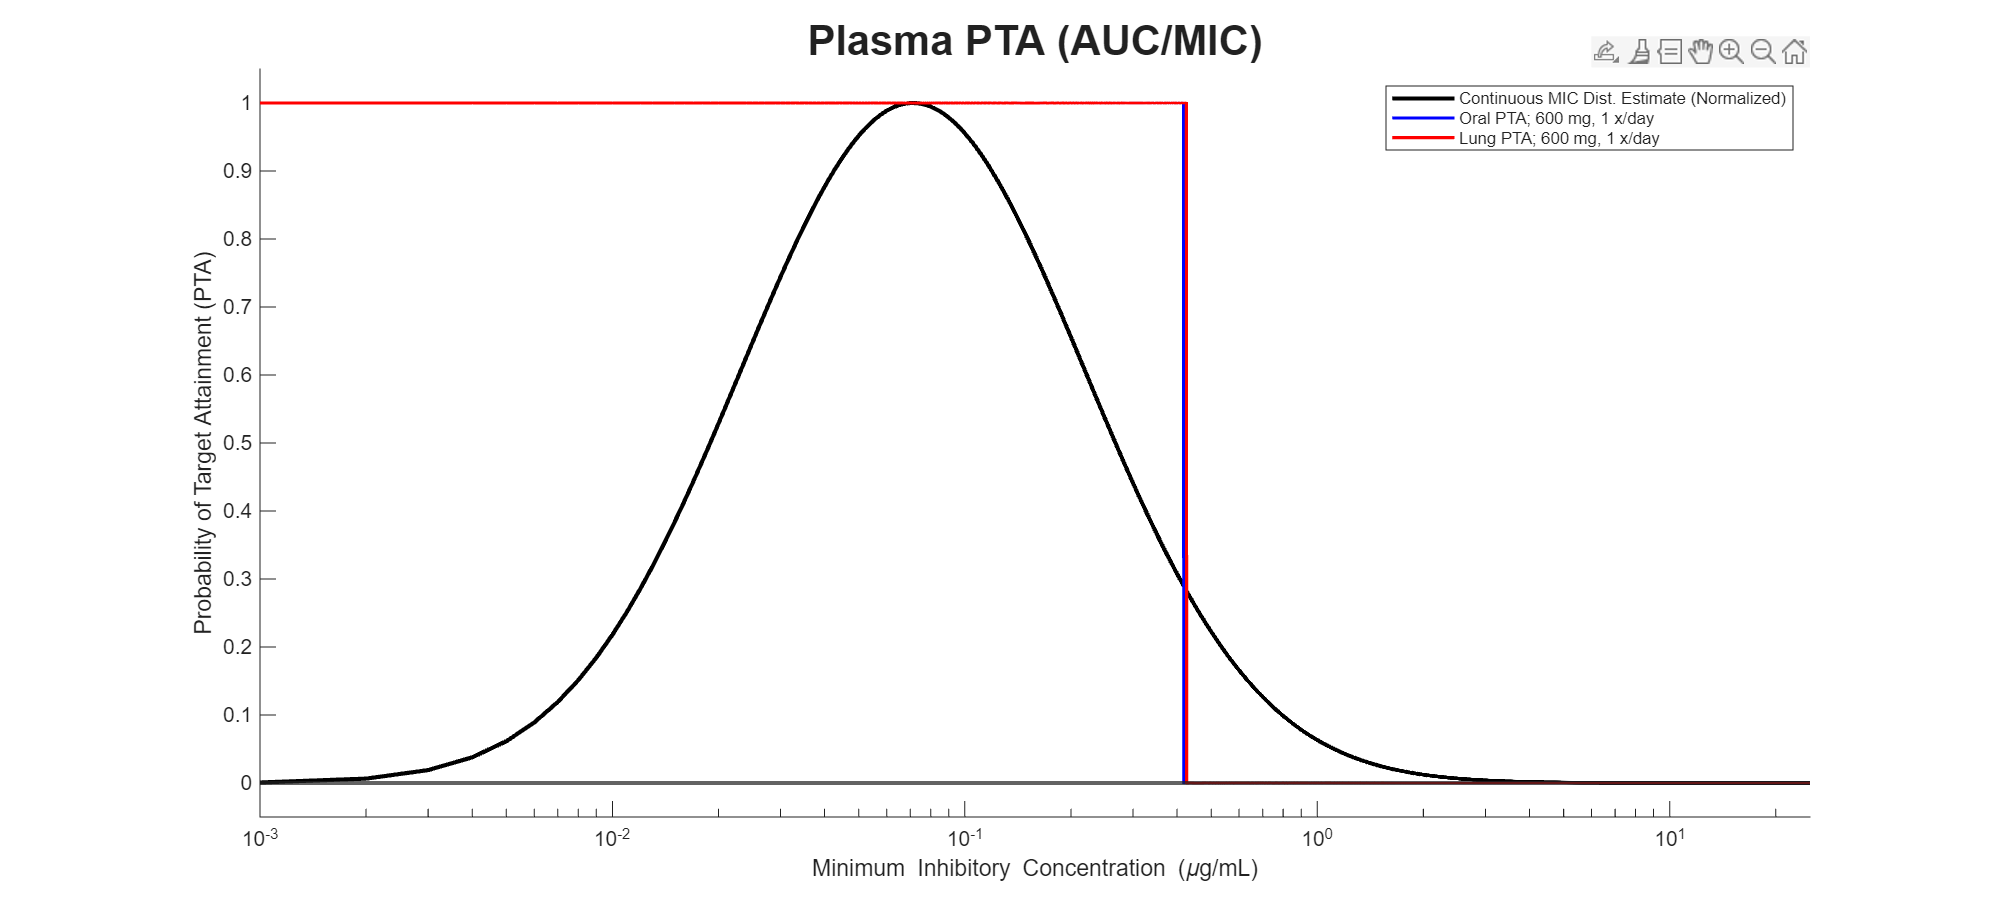 Plasma PTA (AUC/MIC)
Continuous MIC Dist. Estimate (Normalized)
Oral PTA; 600 mg, 1 x/day
Lung PTA; 600 mg, 1 x/day
Probability of Target Attainment (PTA)
1
0.9
0.8
0.7
0.6
0.5
0.4
0.3
0.2
0.1
0
10⁻³ 10⁻² 10⁻¹ 10⁰ 10¹
Minimum Inhibitory Concentration (µg/mL)